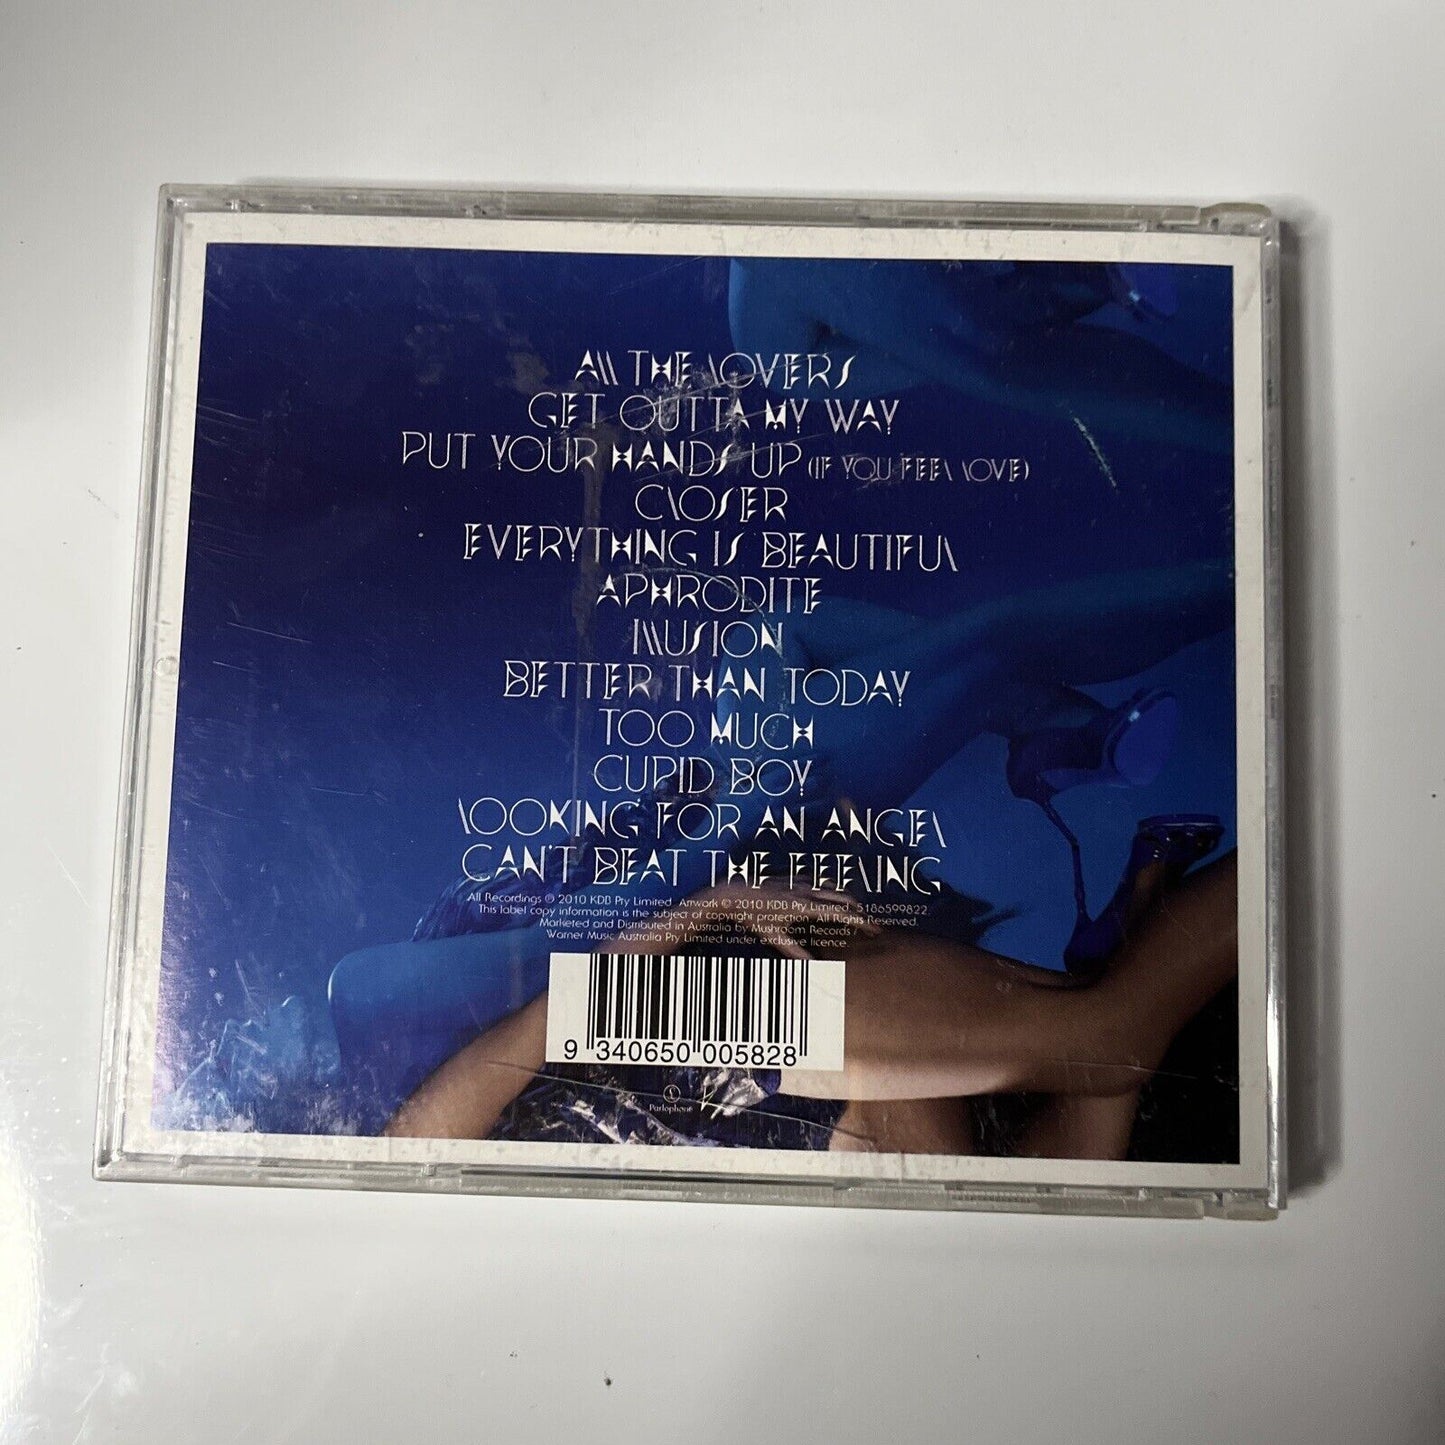 ALL THE LOVERS
GET OUTTA MY WAY
PUT YOUR HANDS UP (IF YOU FEEL LOVE)
CLOSER
EVERYTHING IS BEAUTIFUL
APHRODITE
ILLUSION
BETTER THAN TODAY
TOO MUCH
CUPID BOY
LOOKING FOR AN ANGEL
CAN'T BEAT THE FEELING
All Recordings ℗ 2010 KDB Pty Limited. Artwork © 2010 KDB Pty Limited. 5186599822.
This label copy information is the subject of copyright protection. All Rights Reserved.
Marketed and Distributed in Australia by Mushroom Records /
Warner Music Australia Pty Limited under exclusive licence.
9 340650 005828
Parlophone